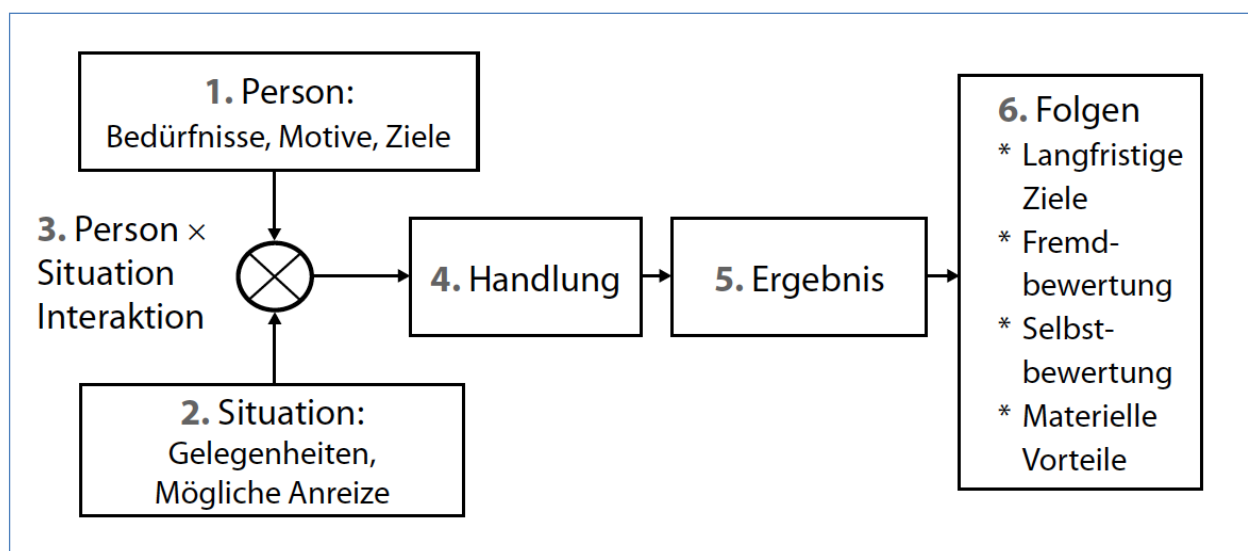 1. Person:
Bedürfnisse, Motive, Ziele
3. Person ×
Situation
Interaktion
2. Situation:
Gelegenheiten,
Mögliche Anreize
4. Handlung
5. Ergebnis
6. Folgen
* Langfristige
Ziele
* Fremd-
bewertung
* Selbst-
bewertung
* Materielle
Vorteile